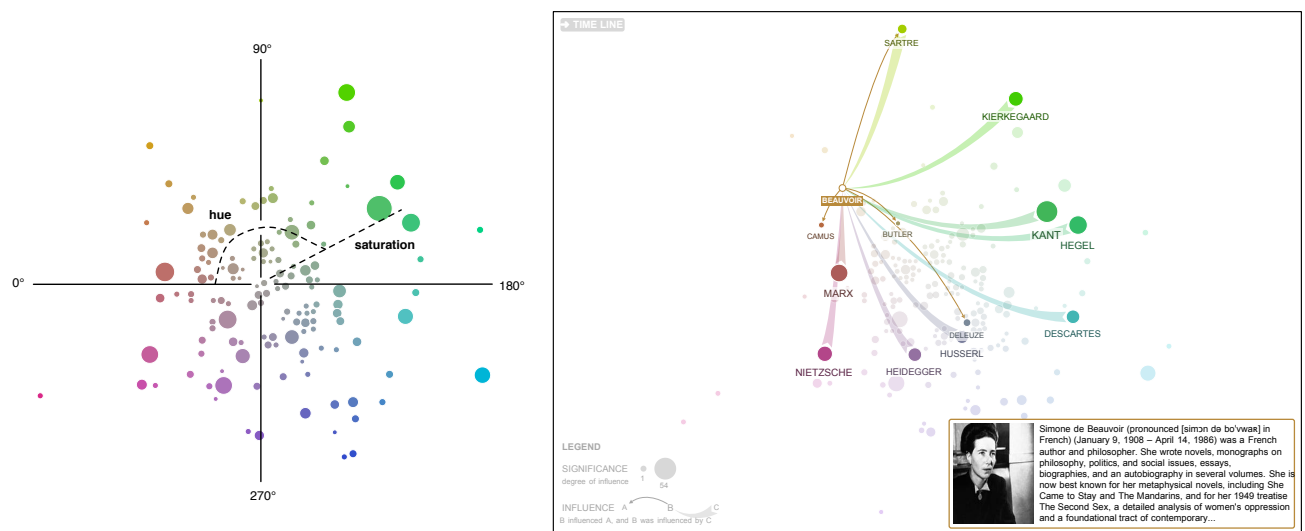 90°
hue
saturation
0°
180°
270°
➔ TIME LINE
SARTRE
KIERKEGAARD
BEAUVOIR
CAMUS
BUTLER
KANT
HEGEL
MARX
DELEUZE
HUSSERL
DESCARTES
NIETZSCHE
HEIDEGGER
LEGEND
SIGNIFICANCE
degree of influence
1
54
INFLUENCE A B C
B influenced A, and B was influenced by C
Simone de Beauvoir (pronounced [simɔn də bo'vwaʀ] in
French) (January 9, 1908 – April 14, 1986) was a French
author and philosopher. She wrote novels, monographs on
philosophy, politics, and social issues, essays,
biographies, and an autobiography in several volumes. She is
now best known for her metaphysical novels, including She
Came to Stay and The Mandarins, and for her 1949 treatise
The Second Sex, a detailed analysis of women's oppression
and a foundational tract of contemporary...